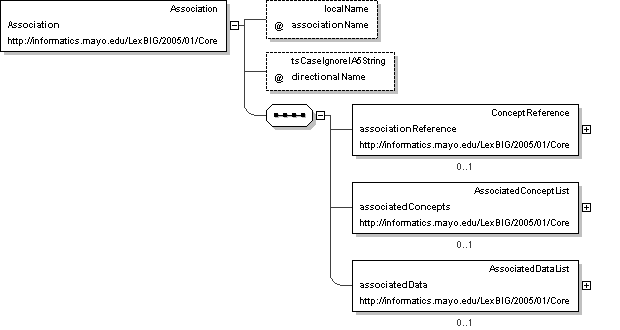 Association
Association
http://informatics.mayo.edu/LexBIG/2005/01/Core
localName
@ associationName
tsCaseIgnoreIA5String
@ directionalName
ConceptReference
associationReference
http://informatics.mayo.edu/LexBIG/2005/01/Core
0..1
AssociatedConceptList
associatedConcepts
http://informatics.mayo.edu/LexBIG/2005/01/Core
0..1
AssociatedDataList
associatedData
http://informatics.mayo.edu/LexBIG/2005/01/Core
0..1